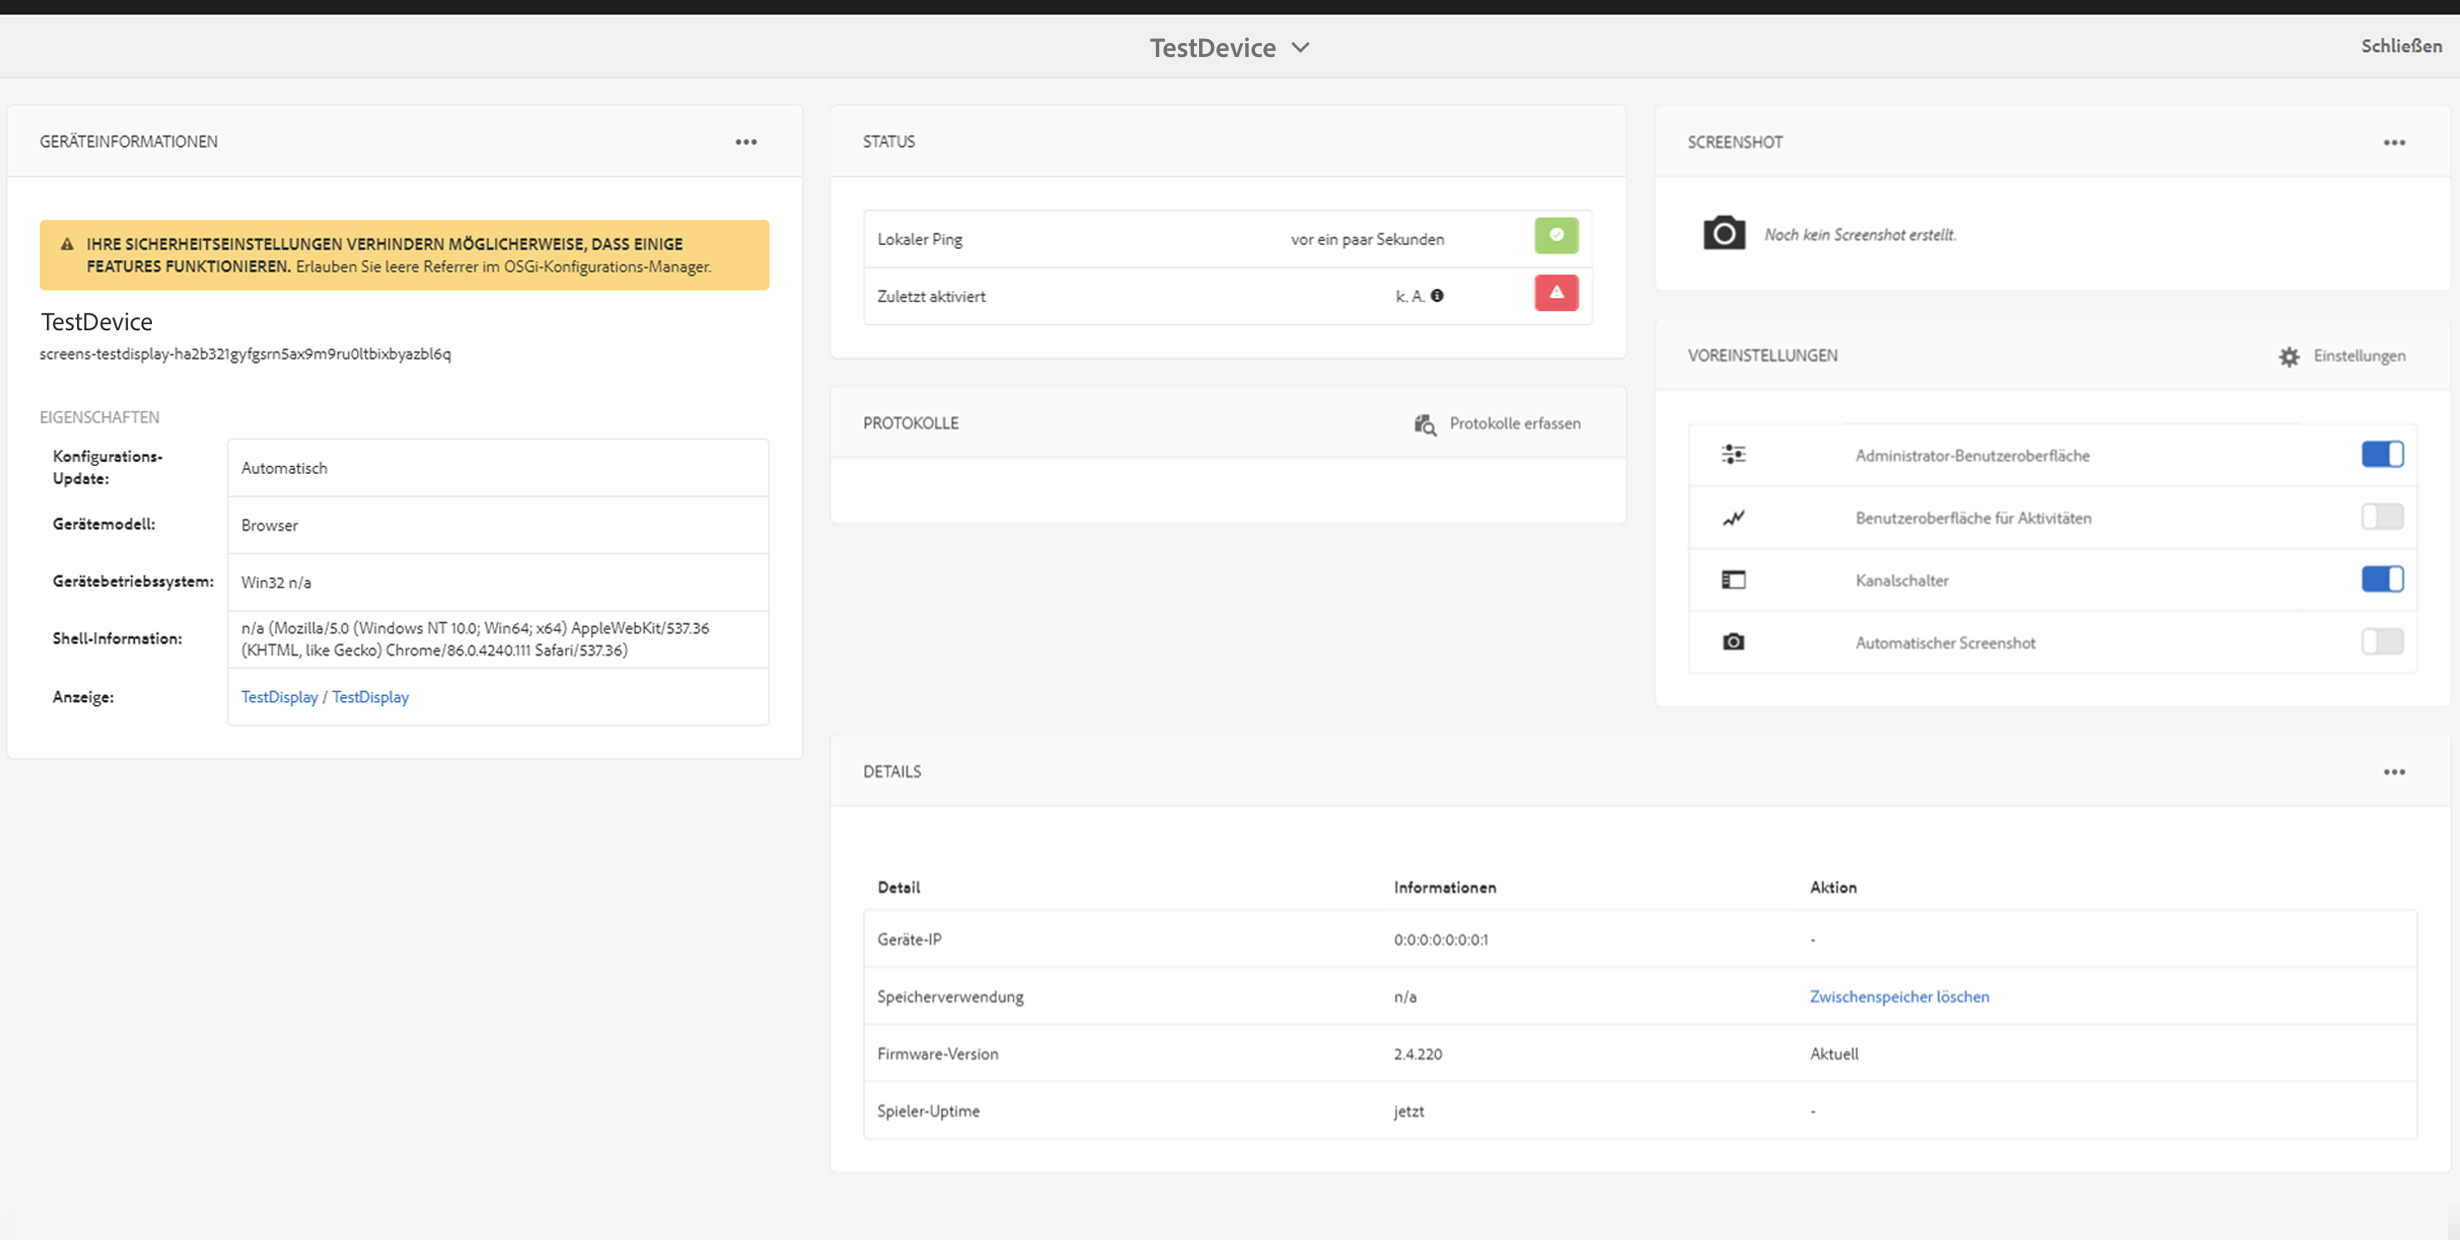 TestDevice
Schließen
GERÄTEINFORMATIONEN
IHRE SICHERHEITSEINSTELLUNGEN VERHINDERN MÖGLICHERWEISE, DASS EINIGE
FEATURES FUNKTIONIEREN. Erlauben Sie leere Referrer im OSGi-Konfigurations-Manager.
TestDevice
screens-testdisplay-ha2b321gyfgsrn5ax9m9ru0ltbixbyazbl6q
EIGENSCHAFTEN
Konfigurations-
Update:
Automatisch
Gerätemodell:
Browser
Gerätebetriebssystem:
Win32 n/a
Shell-Information:
n/a (Mozilla/5.0 (Windows NT 10.0; Win64; x64) AppleWebKit/537.36
(KHTML, like Gecko) Chrome/86.0.4240.111 Safari/537.36)
Anzeige:
TestDisplay / TestDisplay
STATUS
Lokaler Ping
vor ein paar Sekunden
Zuletzt aktiviert
k. A.
PROTOKOLLE
Protokolle erfassen
SCREENSHOT
Noch kein Screenshot erstellt.
VOREINSTELLUNGEN
Einstellungen
Administrator-Benutzeroberfläche
Benutzeroberfläche für Aktivitäten
Kanalschalter
Automatischer Screenshot
DETAILS
Detail
Informationen
Aktion
Geräte-IP
0:0:0:0:0:0:0:1
-
Speicherverwendung
n/a
Zwischenspeicher löschen
Firmware-Version
2.4.220
Aktuell
Spieler-Uptime
jetzt
-